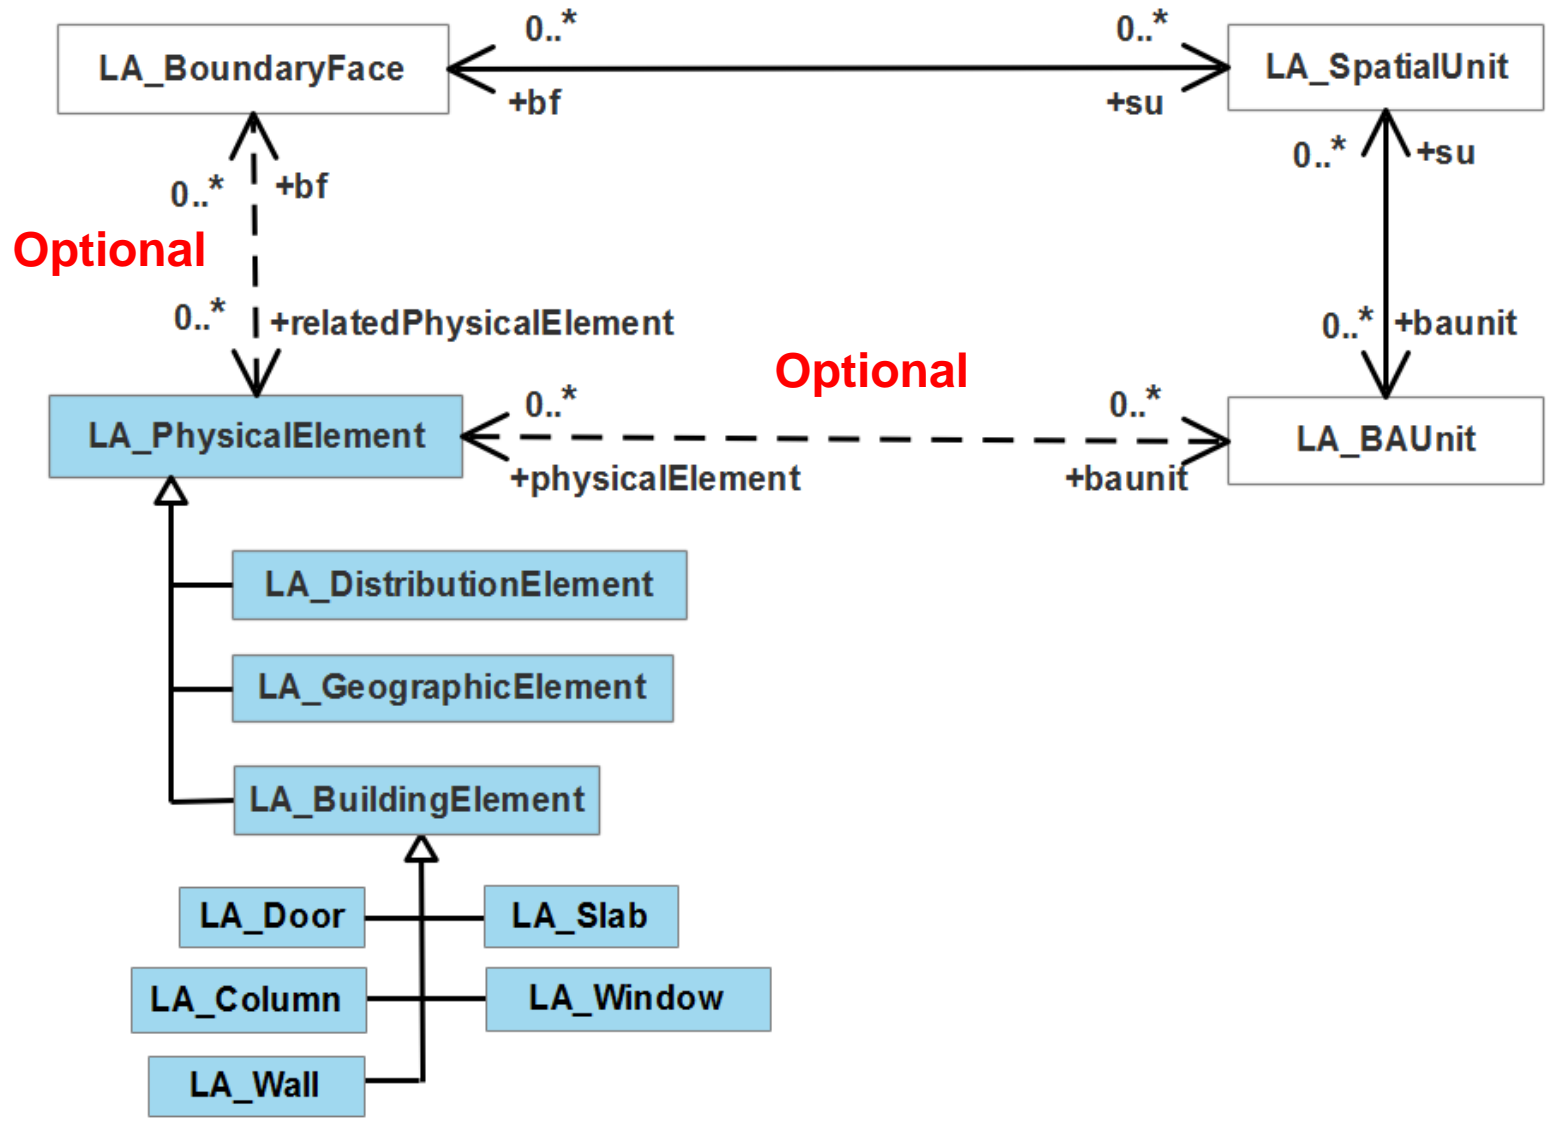 0..*
0..*
LA_BoundaryFace
LA_SpatialUnit
+bf
+su
0..*
+su
0..*
+bf
Optional
0..*
+relatedPhysicalElement
0..*
+baunit
Optional
0..*
0..*
LA_PhysicalElement
LA_BAUnit
+physicalElement
+baunit
LA_DistributionElement
LA_GeographicElement
LA_BuildingElement
LA_Door
LA_Slab
LA_Column
LA_Window
LA_Wall